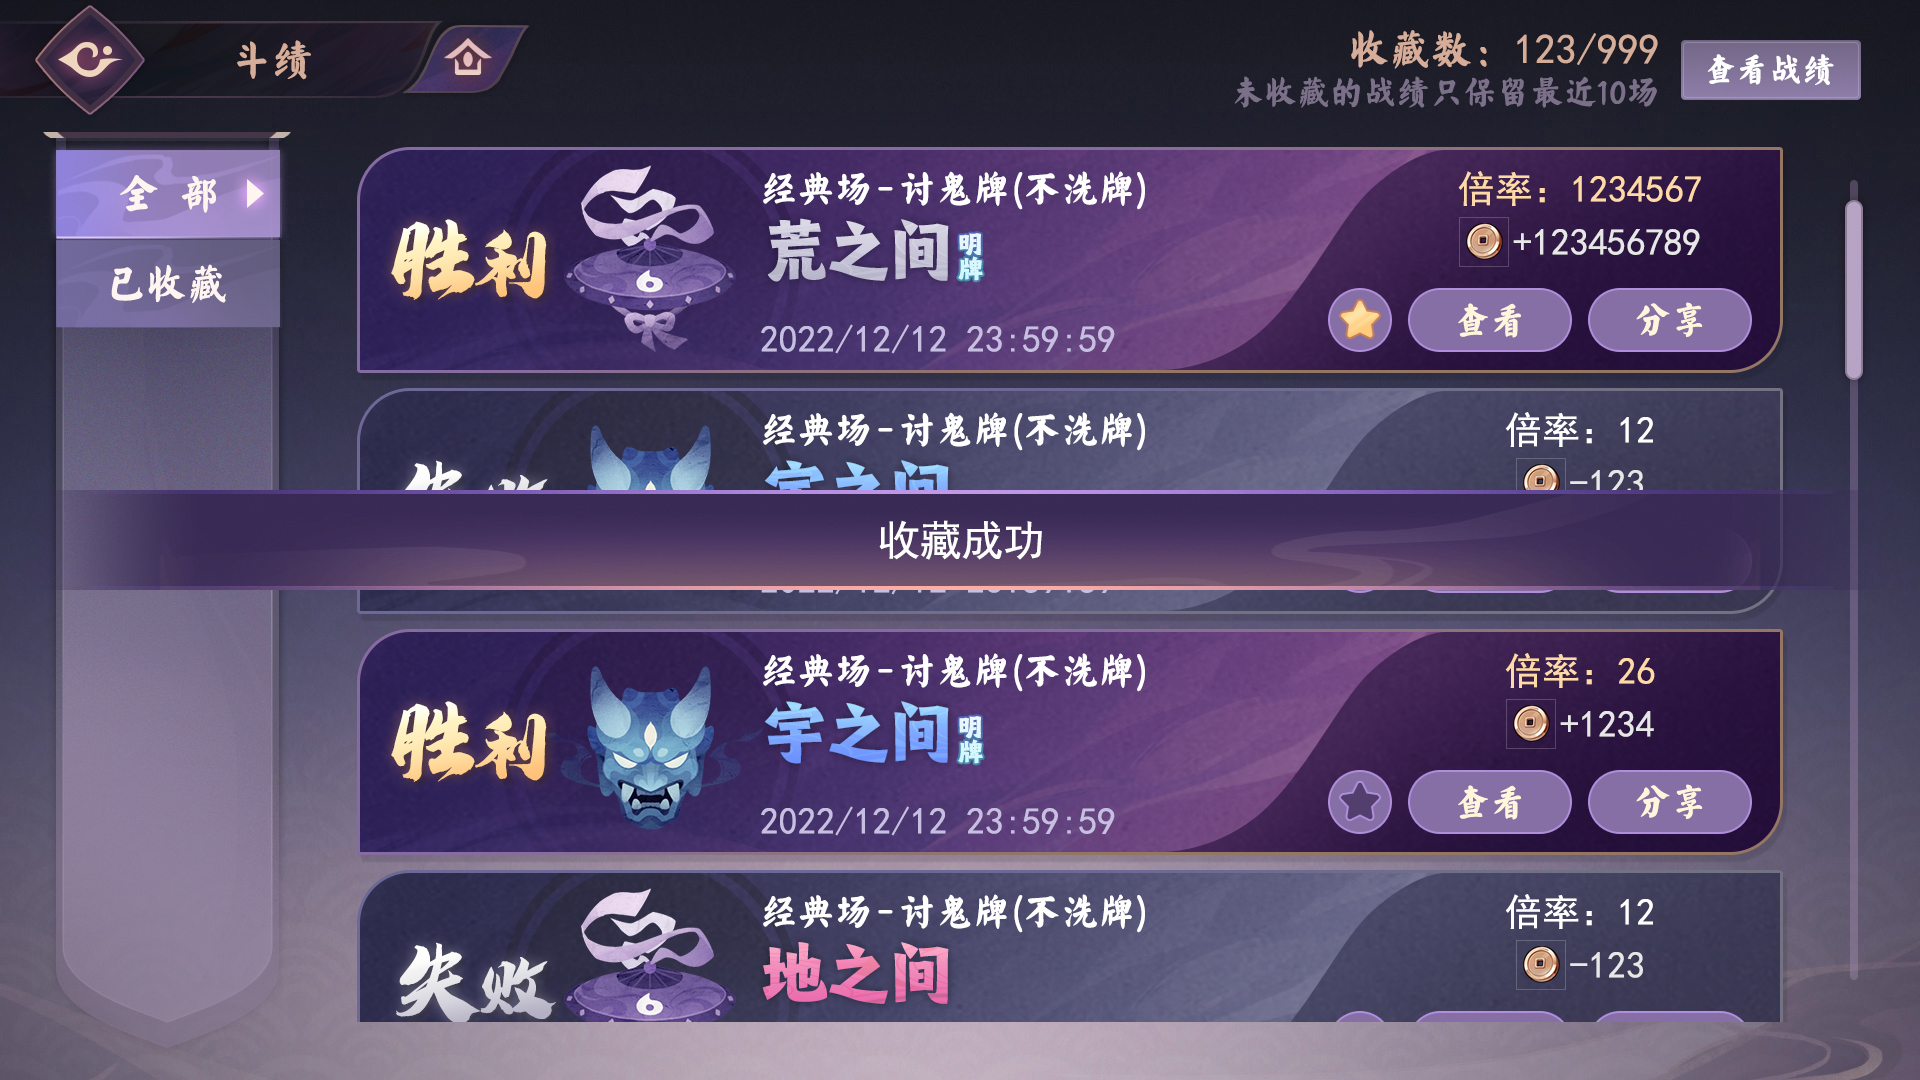 斗绩
收藏数：123/999
未收藏的战绩只保留最近10场
查看战绩
全 部
已收藏
胜利
经典场-讨鬼牌(不洗牌)
荒之间
明牌
2022/12/12 23:59:59
倍率：1234567
+123456789
查看
分享
失败
经典场-讨鬼牌(不洗牌)
宇之间
倍率：12
-123
收藏成功
胜利
经典场-讨鬼牌(不洗牌)
宇之间
明牌
2022/12/12 23:59:59
倍率：26
+1234
查看
分享
失败
经典场-讨鬼牌(不洗牌)
地之间
倍率：12
-123